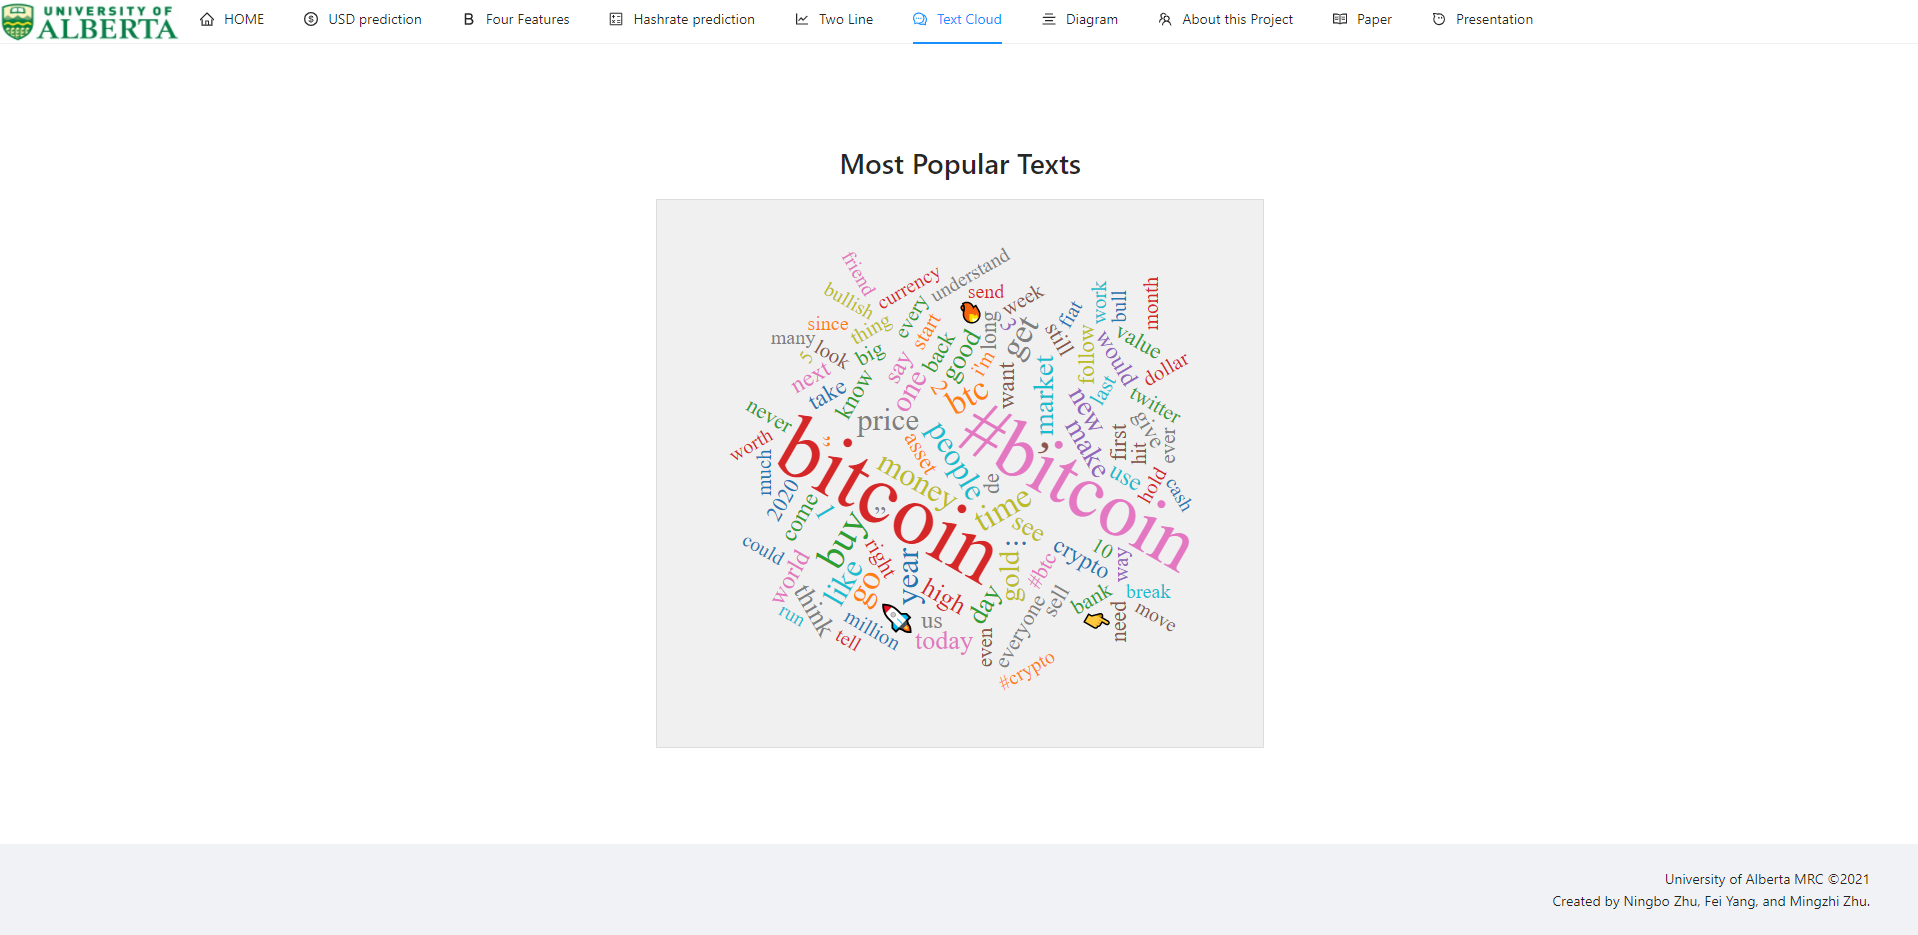 UNIVERSITY OF
ALBERTA
HOME
USD prediction
Four Features
Hashrate prediction
Two Line
Text Cloud
Diagram
About this Project
Paper
Presentation
Most Popular Texts
friend
currency
understand
bullish
every
send
week
since
thing
start
long
3
get
still
fiat
work
bull
month
many
look
5
big
back
good
i'm
say
would
value
follow
dollar
next
take
know
one
2
btc
want
market
last
twitter
never
price
new
give
worth
"
bitcoin
asset
people
#bitcoin
,
make
first
hit
ever
much
money
de
use
hold
cash
2020
come
1
”
time
see
...
could
buy
right
year
gold
#btc
crypto
10
way
world
like
go
high
day
sell
bank
break
run
think
million
us
today
even
everyone
need
move
tell
#crypto
University of Alberta MRC ©2021
Created by Ningbo Zhu, Fei Yang, and Mingzhi Zhu.